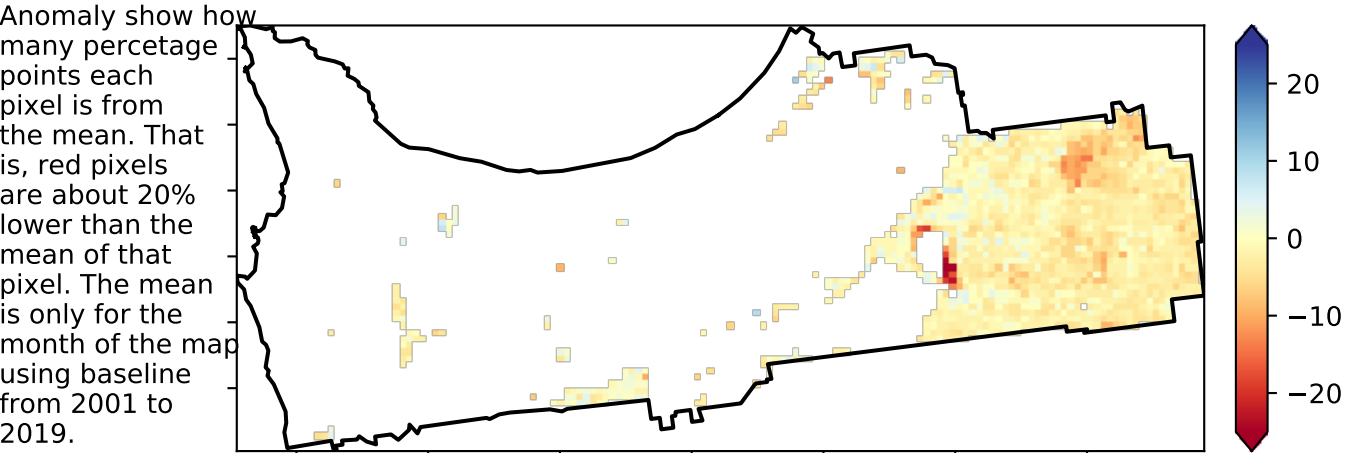 Anomaly show how
many percetage
points each
pixel is from
the mean. That
is, red pixels
are about 20%
lower than the
mean of that
pixel. The mean
is only for the
month of the map
using baseline
from 2001 to
2019.
20
10
0
−10
−20